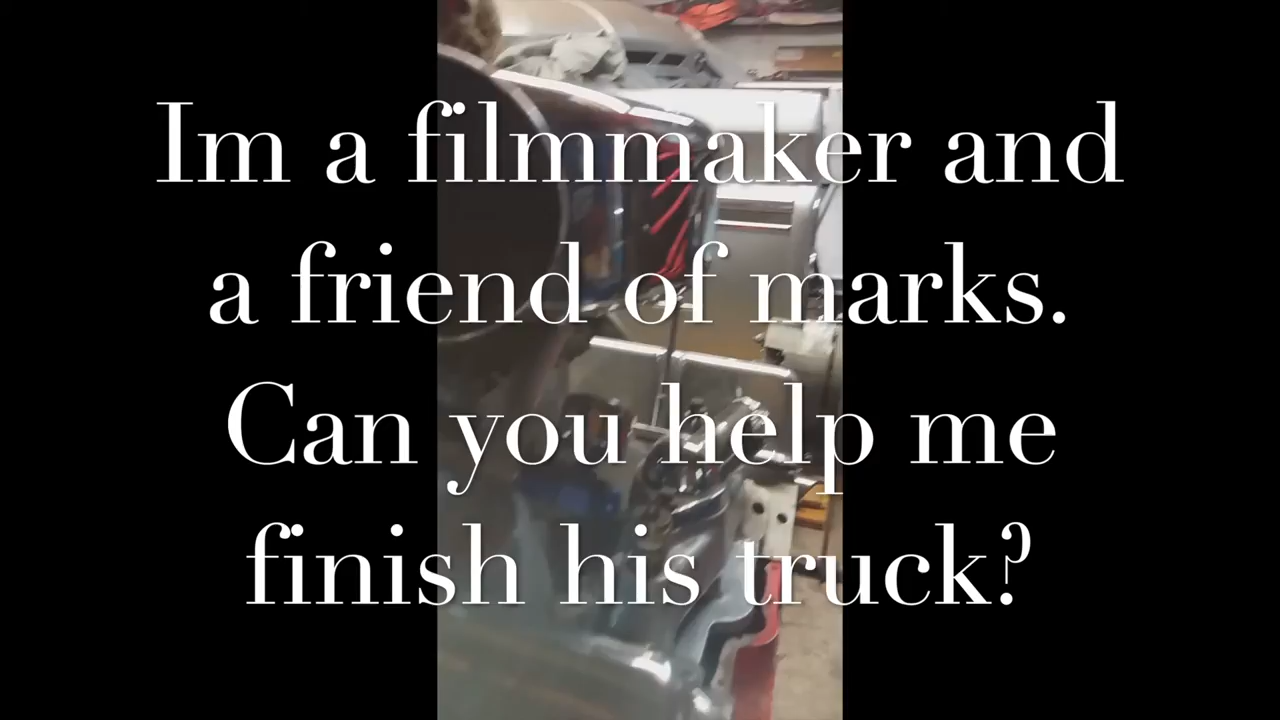 Im a filmmaker and
a friend of marks.
Can you help me
finish his truck?